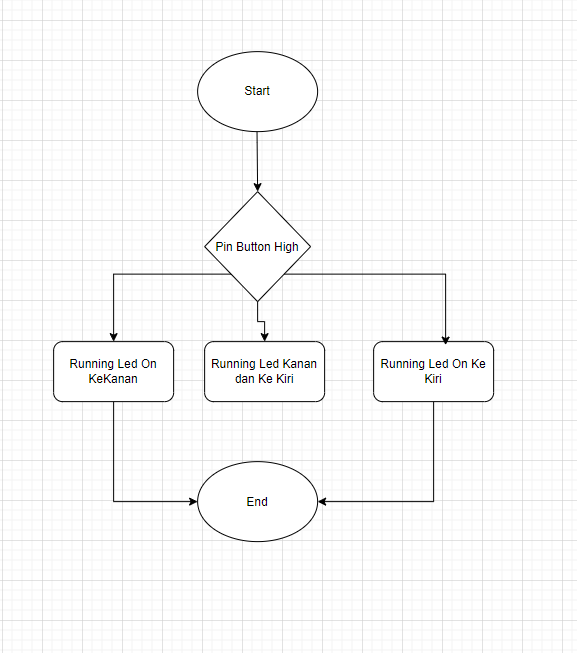 Start
Pin Button High
Running Led On
KeKanan
Running Led Kanan
dan Ke Kiri
Running Led On Ke
Kiri
End